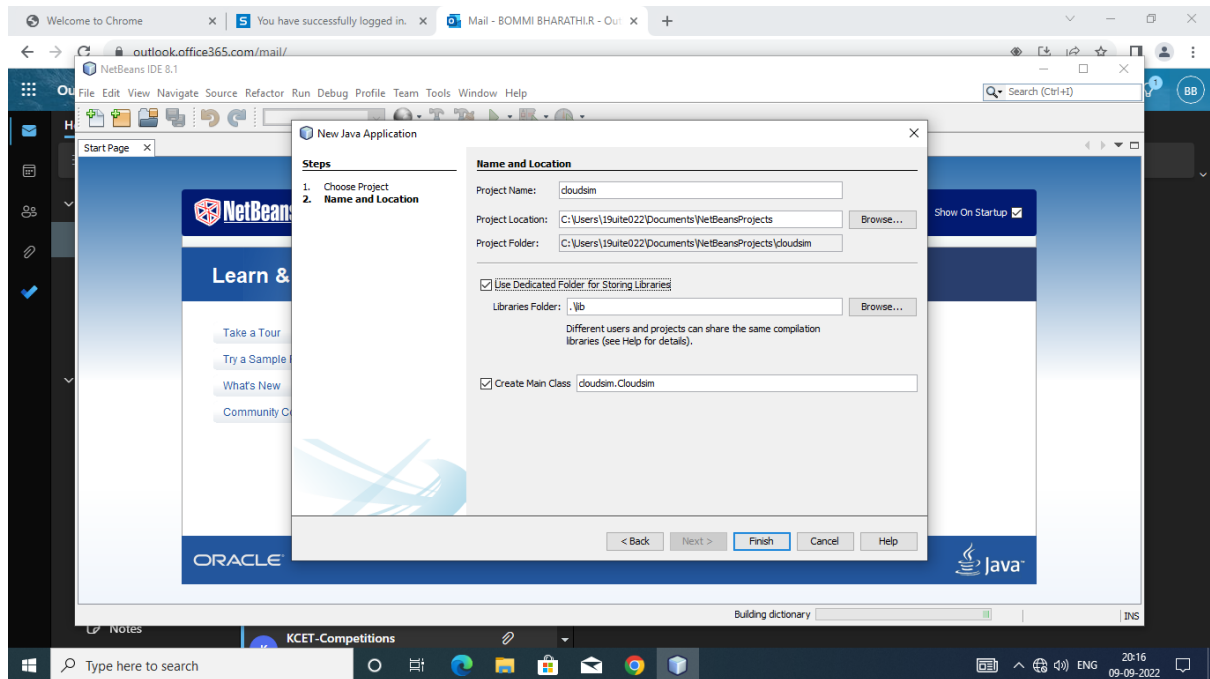 Welcome to Chrome
You have successfully logged in.
Mail - BOMMI BHARATHI.R - Out
outlook.office365.com/mail/
NetBeans IDE 8.1
File Edit View Navigate Source Refactor Run Debug Profile Team Tools Window Help
Search (Ctrl+I)
BB
Start Page
New Java Application
Steps
1. Choose Project
2. Name and Location
Name and Location
Project Name: cloudsim
Project Location: C:\Users\19uite022\Documents\NetBeansProjects Browse...
Project Folder: C:\Users\19uite022\Documents\NetBeansProjects\cloudsim
Use Dedicated Folder for Storing Libraries
Libraries Folder: .\lib Browse...
Different users and projects can share the same compilation
libraries (see Help for details).
Create Main Class cloudsim.Cloudsim
< Back Next > Finish Cancel Help
NetBean
Show On Startup
Learn &
Take a Tour
Try a Sample
What's New
Community C
ORACLE
Java
Building dictionary
INS
Notes
KCET-Competitions
Type here to search
ENG
20:16
09-09-2022